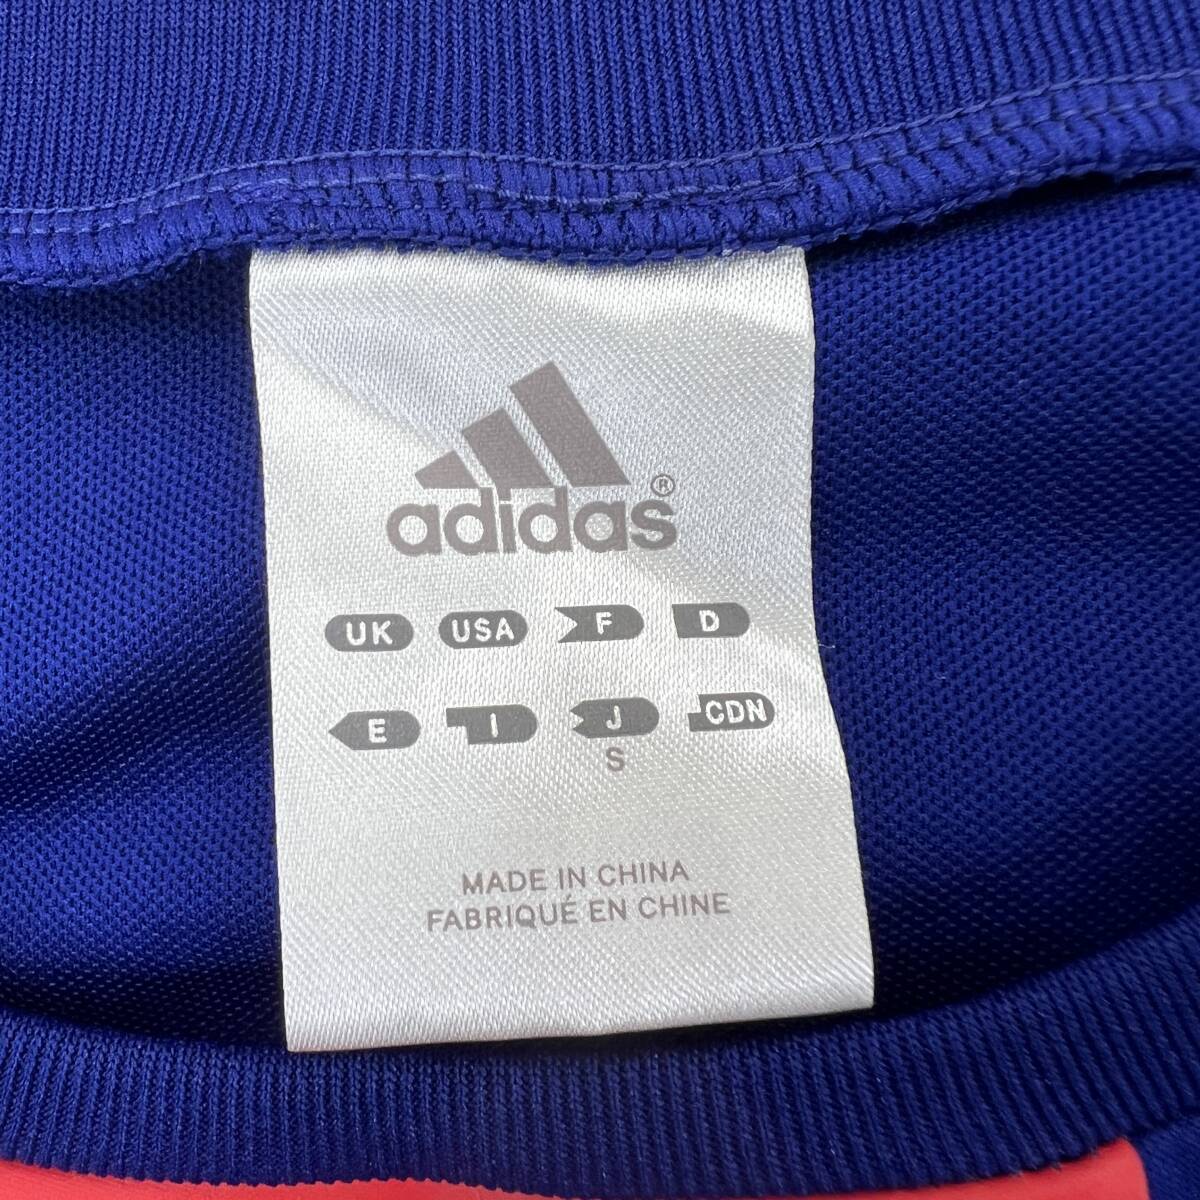 adidas®
UK USA F D
E I J CDN
S
MADE IN CHINA
FABRIQUÉ EN CHINE